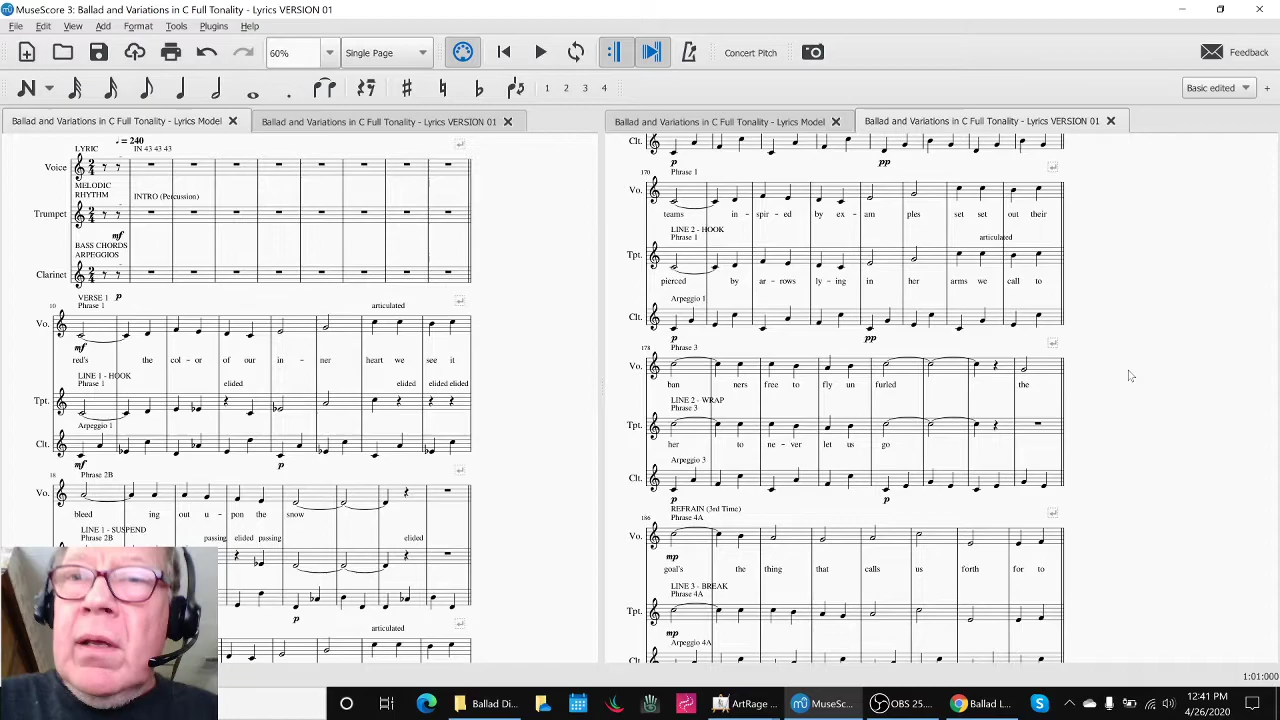 MuseScore 3: Ballad and Variations in C Full Tonality - Lyrics VERSION 01
File Edit View Add Format Tools Plugins Help
60% Single Page Concert Pitch Feedback
1 2 3 4 Basic edited +
Ballad and Variations in C Full Tonality - Lyrics Model Ballad and Variations in C Full Tonality - Lyrics VERSION 01
= 240
LYRIC IN 43 43 43
Voice
MELODIC
RHYTHM INTRO (Percussion)
Trumpet
mf
BASS CHORDS
ARPEGGIOS
Clarinet
VERSE 1 p
10 Phrase 1 articulated
Vo.
mf
red's the col - or of our in - ner heart we see it
LINE 1 - HOOK
Phrase 1 elided elided elided elided
Tpt.
Arpeggio 1
Clt.
mf p
18 Phrase 2B
Vo.
bleed ing out u - pon the snow
LINE 1 - SUSPEND
Phrase 2B passing elided passing elided
p
articulated
Ballad and Variations in C Full Tonality - Lyrics Model Ballad and Variations in C Full Tonality - Lyrics VERSION 01
Clt.
p pp
170 Phrase 1
Vo.
teams in - spir - ed by ex - am ples set set out their
LINE 2 - HOOK
Phrase 1 articulated
Tpt.
pierced by ar - rows ly - ing in her arms we call to
Arpeggio 1
Clt.
p pp
178 Phrase 3
Vo.
ban ners free to fly un furled the
LINE 2 - WRAP
Phrase 3
Tpt.
her to ne - ver let us go
Arpeggio 3
Clt.
p p
REFRAIN (3rd Time)
186 Phrase 4A
Vo.
mp
goal's the thing that calls us forth for to
LINE 3 - BREAK
Phrase 4A
Tpt.
mp
Arpeggio 4A
Clt.
1:01:000
Ballad Di... ArtRage ... MuseSc... OBS 25.... Ballad L...
12:41 PM
4/26/2020